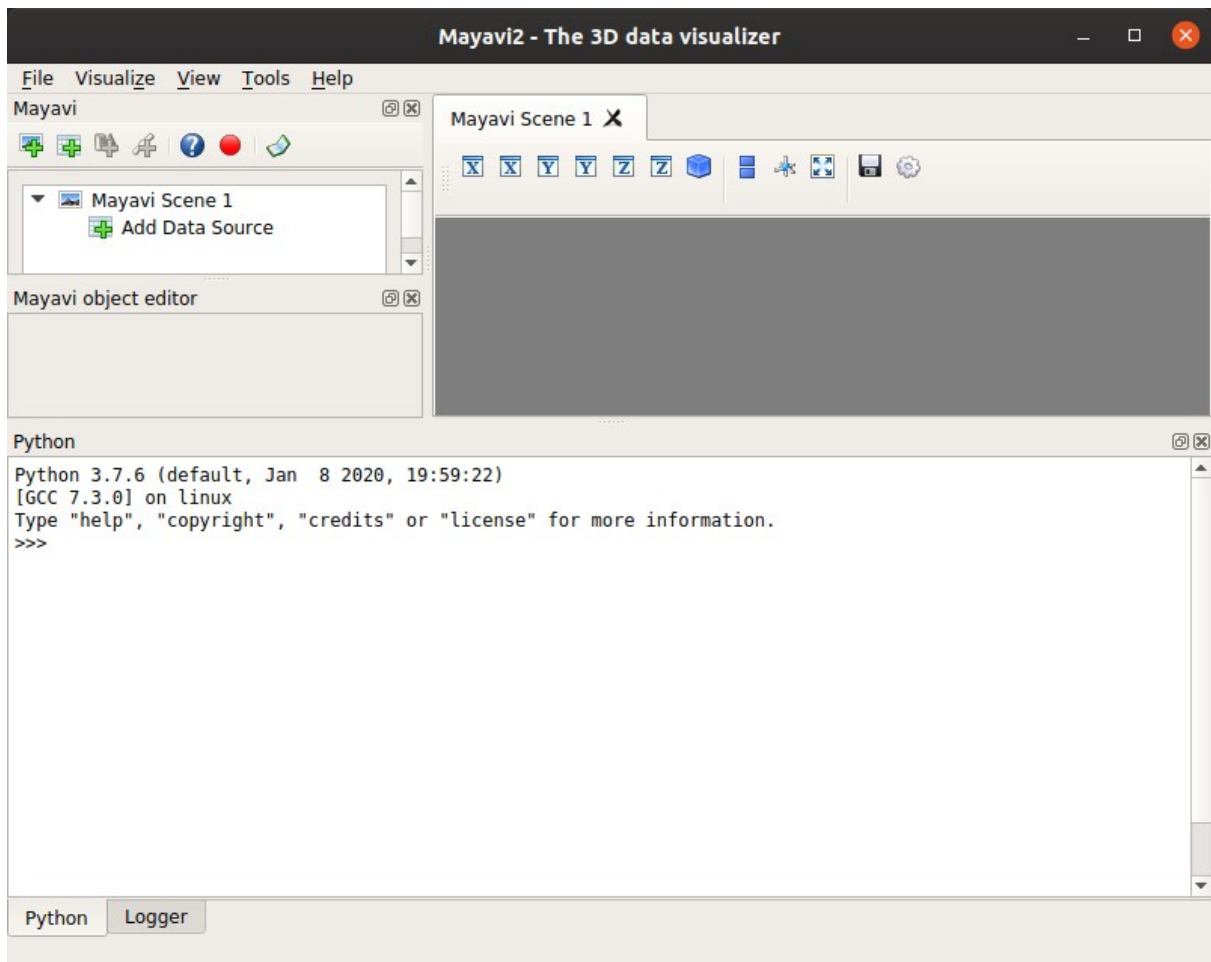 Mayavi2 - The 3D data visualizer
File Visualize View Tools Help
Mayavi
Mayavi Scene 1
Add Data Source
Mayavi object editor
Mayavi Scene 1
X X Y Y Z Z
Python
Python 3.7.6 (default, Jan  8 2020, 19:59:22)
[GCC 7.3.0] on linux
Type "help", "copyright", "credits" or "license" for more information.
>>>
Python Logger